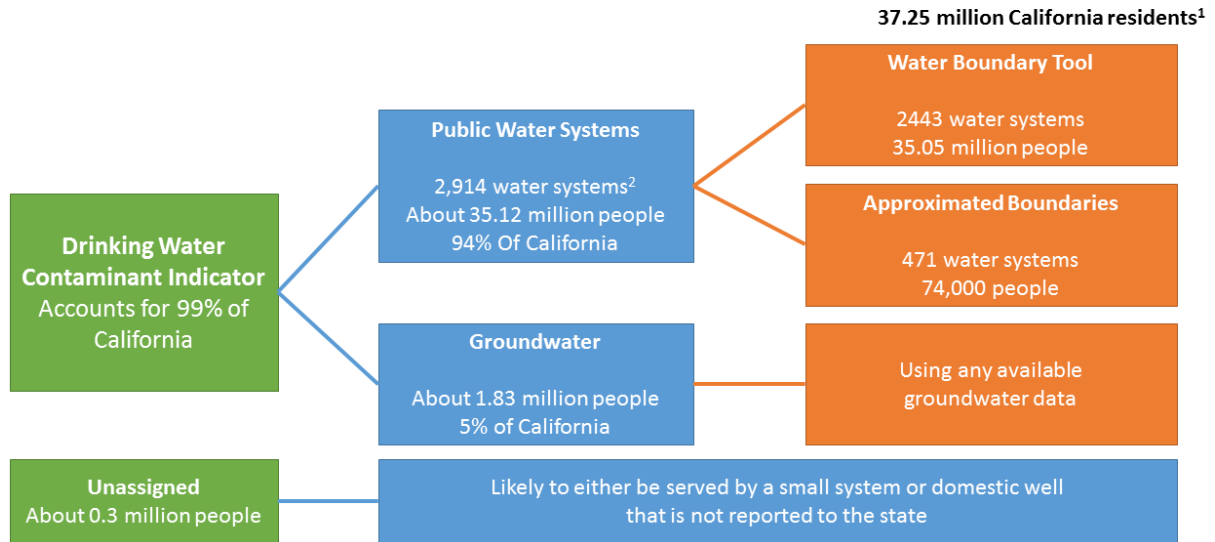 37.25 million California residents¹
Drinking Water
Contaminant Indicator
Accounts for 99% of
California
Public Water Systems
2,914 water systems²
About 35.12 million people
94% Of California
Water Boundary Tool
2443 water systems
35.05 million people
Approximated Boundaries
471 water systems
74,000 people
Groundwater
About 1.83 million people
5% of California
Using any available
groundwater data
Unassigned
About 0.3 million people
Likely to either be served by a small system or domestic well
that is not reported to the state